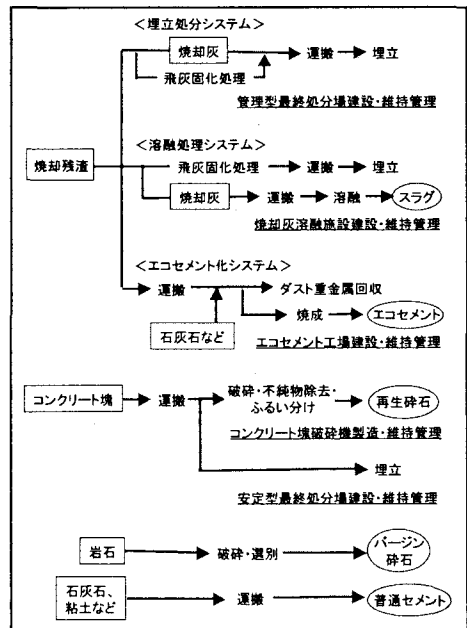 ＜埋立処分システム＞
焼却灰 運搬 埋立
飛灰固化処理
管理型最終処分場建設・維持管理
＜溶融処理システム＞
焼却残渣 飛灰固化処理 運搬 埋立
焼却灰 運搬 溶融 スラグ
焼却灰溶融施設建設・維持管理
＜エコセメント化システム＞
運搬 ダスト重金属回収
石灰石など 焼成 エコセメント
エコセメント工場建設・維持管理
コンクリート塊 運搬 破砕・不純物除去・
ふるい分け 再生砕石
コンクリート塊破砕機製造・維持管理
埋立
安定型最終処分場建設・維持管理
岩石 破砕・選別 バージン
砕石
石灰石、
粘土など 運搬 普通セメント